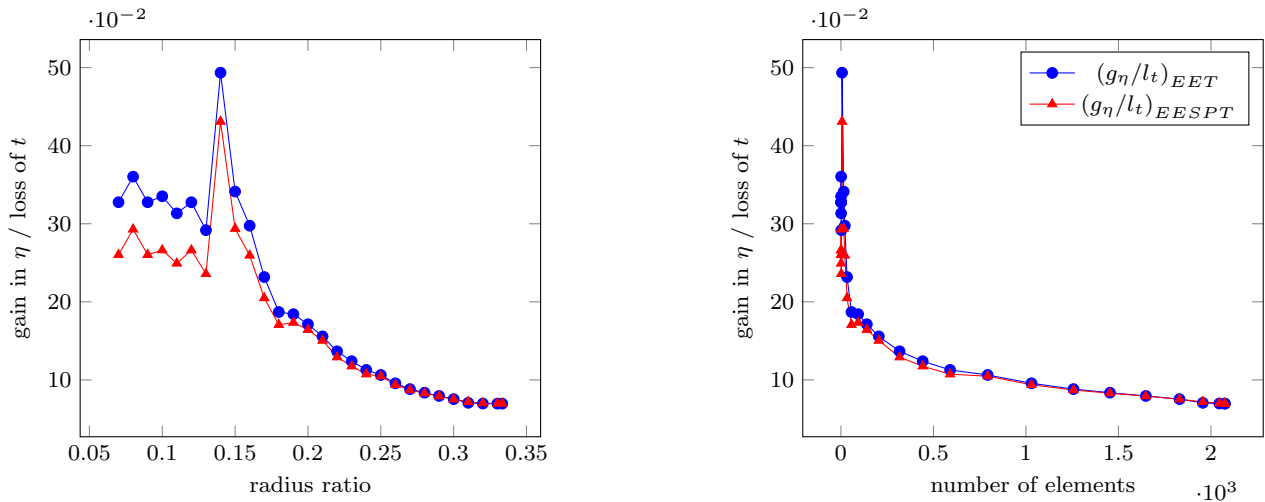 ·10⁻²
gain in η / loss of t
50
40
30
20
10
0.05 0.1 0.15 0.2 0.25 0.3 0.35
radius ratio
·10⁻²
gain in η / loss of t
50
40
30
20
10
(g_η/l_t)_EET
(g_η/l_t)_EESPT
0 0.5 1 1.5 2
number of elements
·10³